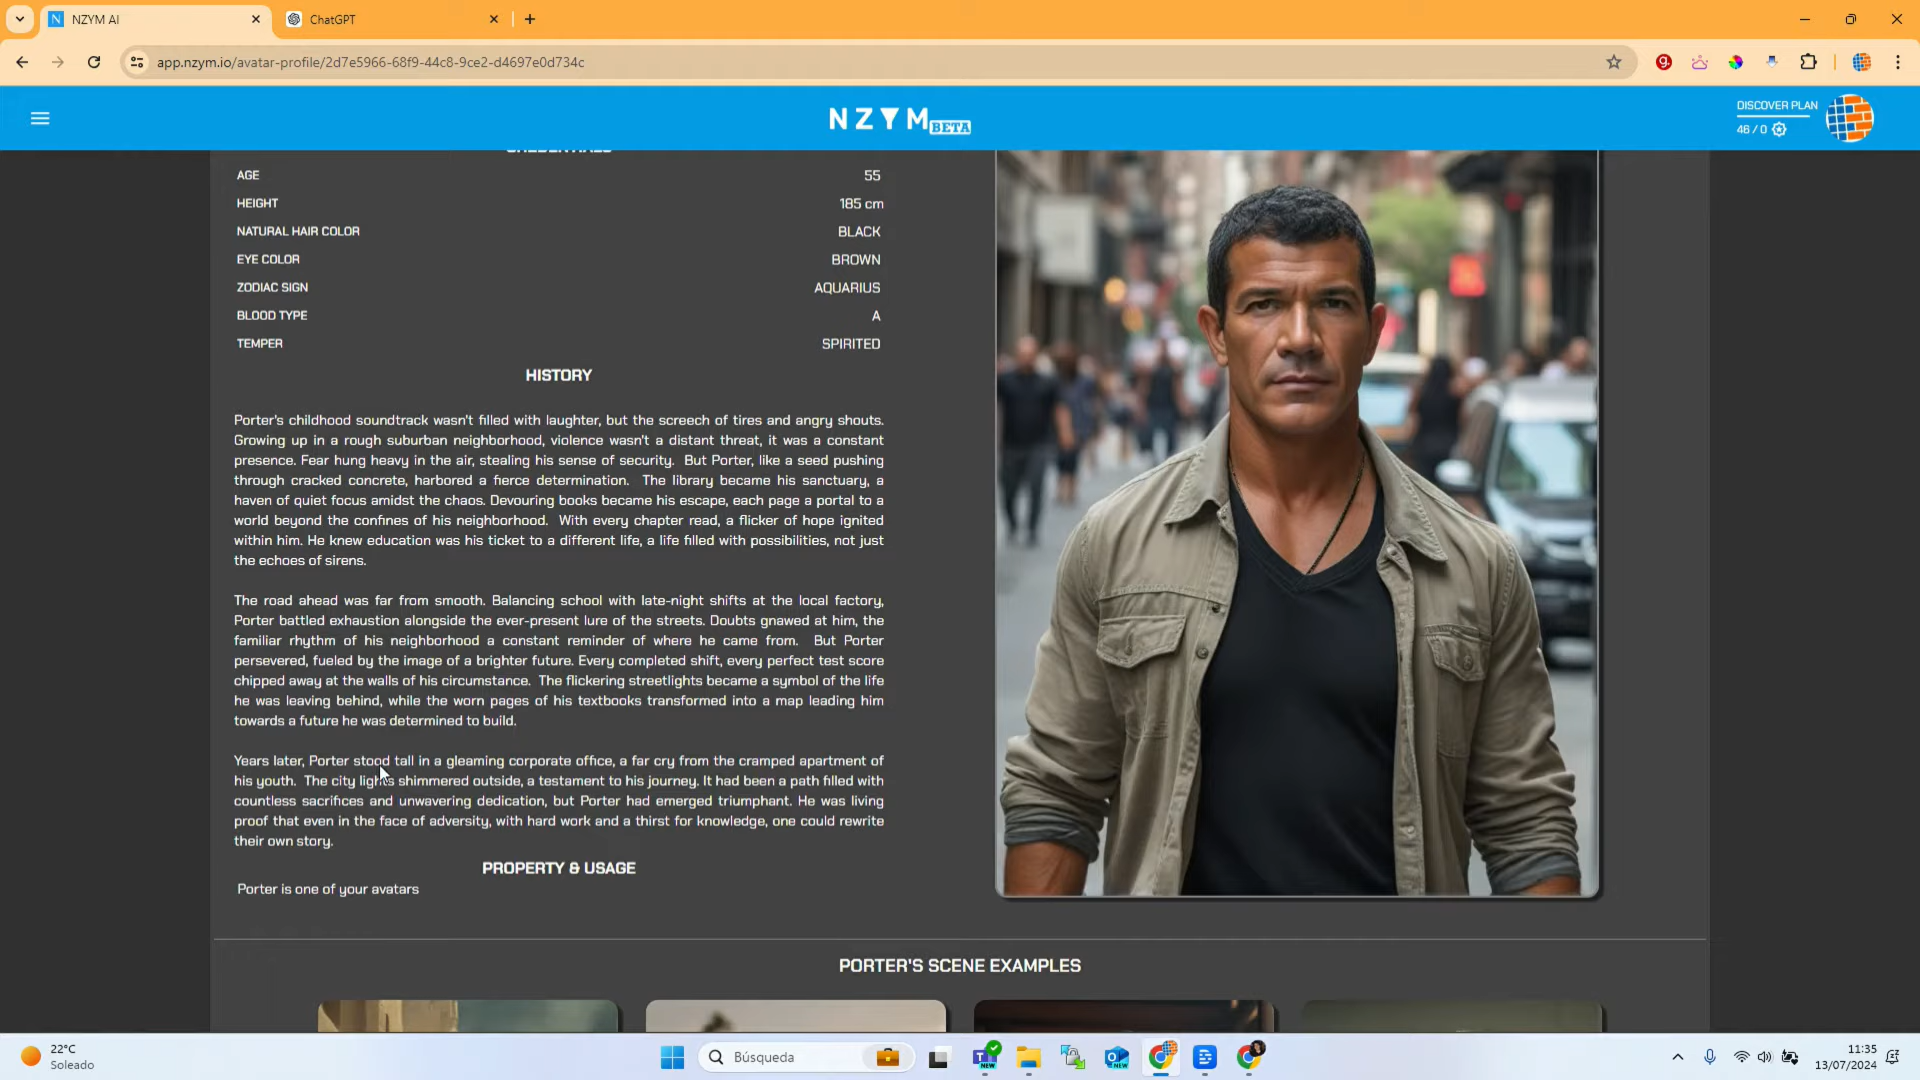 NZYM AI
ChatGPT
app.nzym.io/avatar-profile/2d7e5966-68f9-44c8-9ce2-d4697e0d734c
NZYM BETA
DISCOVER PLAN
46 / 0
CREDENTIALS
AGE 55
HEIGHT 185 cm
NATURAL HAIR COLOR BLACK
EYE COLOR BROWN
ZODIAC SIGN AQUARIUS
BLOOD TYPE A
TEMPER SPIRITED
HISTORY
Porter's childhood soundtrack wasn't filled with laughter, but the screech of tires and angry shouts.
Growing up in a rough suburban neighborhood, violence wasn't a distant threat, it was a constant
presence. Fear hung heavy in the air, stealing his sense of security. But Porter, like a seed pushing
through cracked concrete, harbored a fierce determination. The library became his sanctuary, a
haven of quiet focus amidst the chaos. Devouring books became his escape, each page a portal to a
world beyond the confines of his neighborhood. With every chapter read, a flicker of hope ignited
within him. He knew education was his ticket to a different life, a life filled with possibilities, not just
the echoes of sirens.
The road ahead was far from smooth. Balancing school with late-night shifts at the local factory,
Porter battled exhaustion alongside the ever-present lure of the streets. Doubts gnawed at him, the
familiar rhythm of his neighborhood a constant reminder of where he came from. But Porter
persevered, fueled by the image of a brighter future. Every completed shift, every perfect test score
chipped away at the walls of his circumstance. The flickering streetlights became a symbol of the life
he was leaving behind, while the worn pages of his textbooks transformed into a map leading him
towards a future he was determined to build.
Years later, Porter stood tall in a gleaming corporate office, a far cry from the cramped apartment of
his youth. The city lights shimmered outside, a testament to his journey. It had been a path filled with
countless sacrifices and unwavering dedication, but Porter had emerged triumphant. He was living
proof that even in the face of adversity, with hard work and a thirst for knowledge, one could rewrite
their own story.
PROPERTY & USAGE
Porter is one of your avatars
PORTER'S SCENE EXAMPLES
22°C
Soleado
Búsqueda
NEW
NEW
11:35
13/07/2024